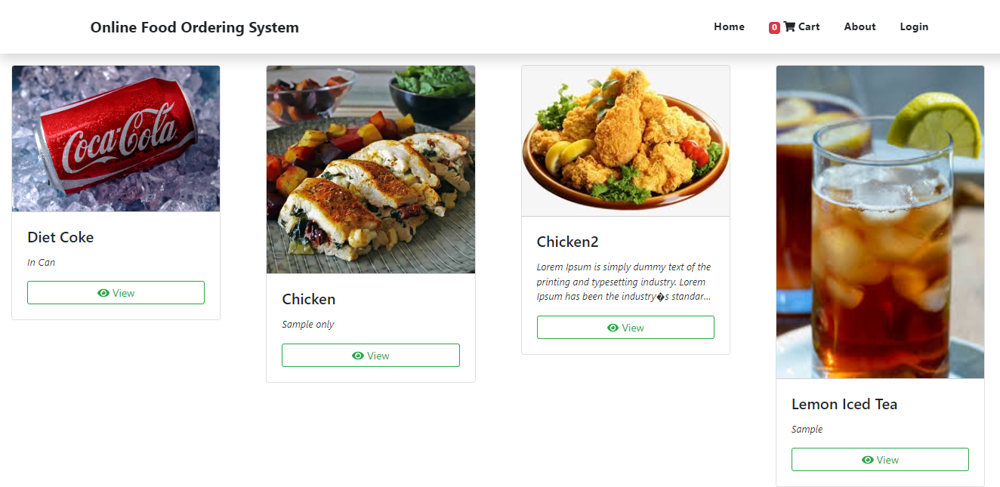 Online Food Ordering System
Home
0 Cart
About
Login
Coca-Cola
Diet Coke
In Can
View
Chicken
Sample only
View
Chicken2
Lorem Ipsum is simply dummy text of the
printing and typesetting industry. Lorem
Ipsum has been the industry�s standar...
View
Lemon Iced Tea
Sample
View